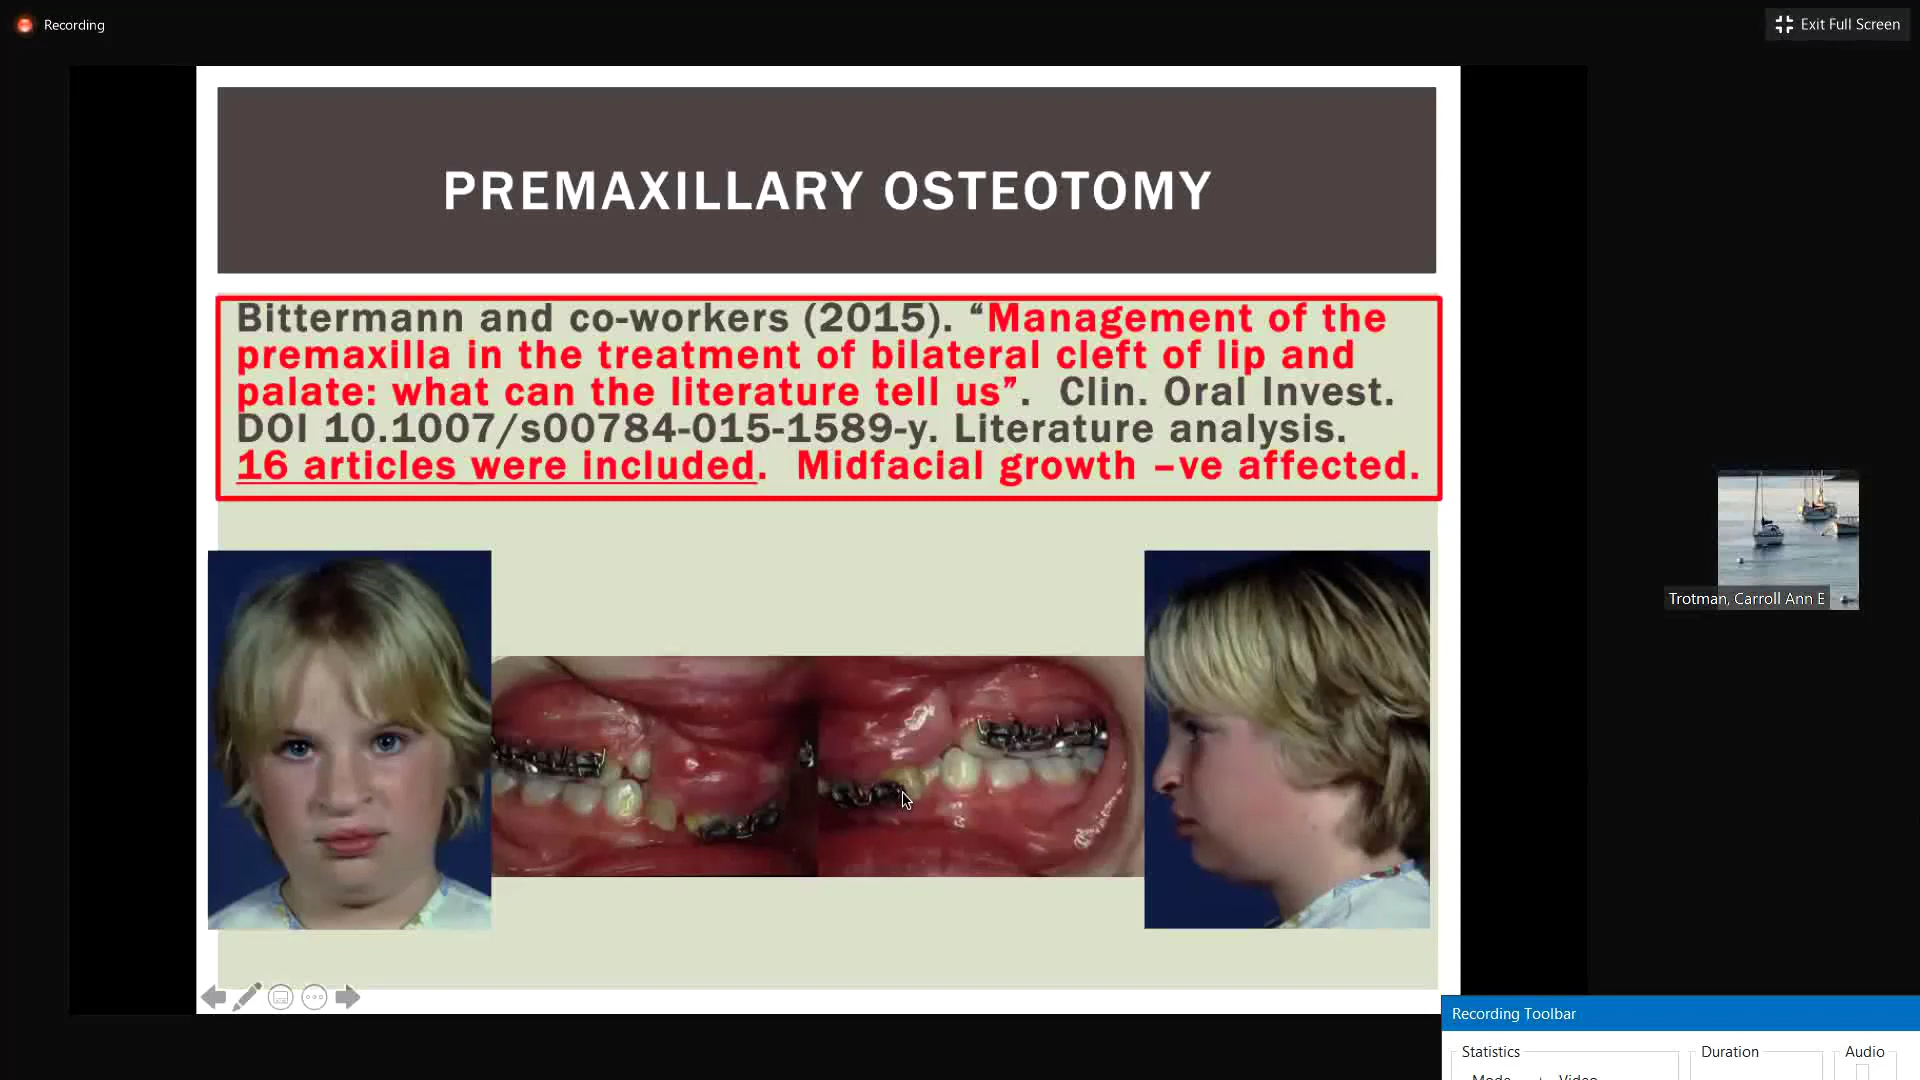 Recording
Exit Full Screen
PREMAXILLARY OSTEOTOMY
Bittermann and co-workers (2015). “Management of the
premaxilla in the treatment of bilateral cleft of lip and
palate: what can the literature tell us”.  Clin. Oral Invest.
DOI 10.1007/s00784-015-1589-y. Literature analysis.
16 articles were included.  Midfacial growth –ve affected.
Trotman, Carroll Ann E
Recording Toolbar
Statistics
Duration
Audio